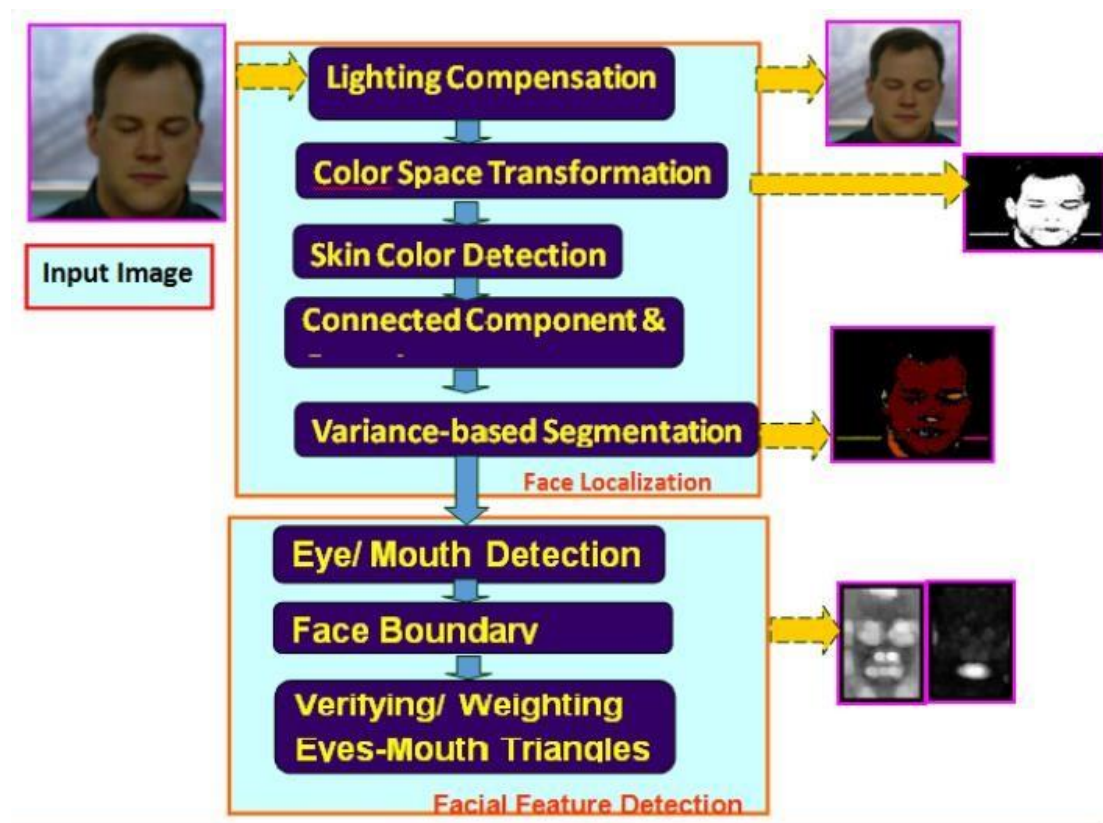 Lighting Compensation
Color Space Transformation
Input Image
Skin Color Detection
Connected Component &
Variance-based Segmentation
Face Localization
Eye/ Mouth Detection
Face Boundary
Verifying/ Weighting
Eyes-Mouth Triangles
Facial Feature Detection